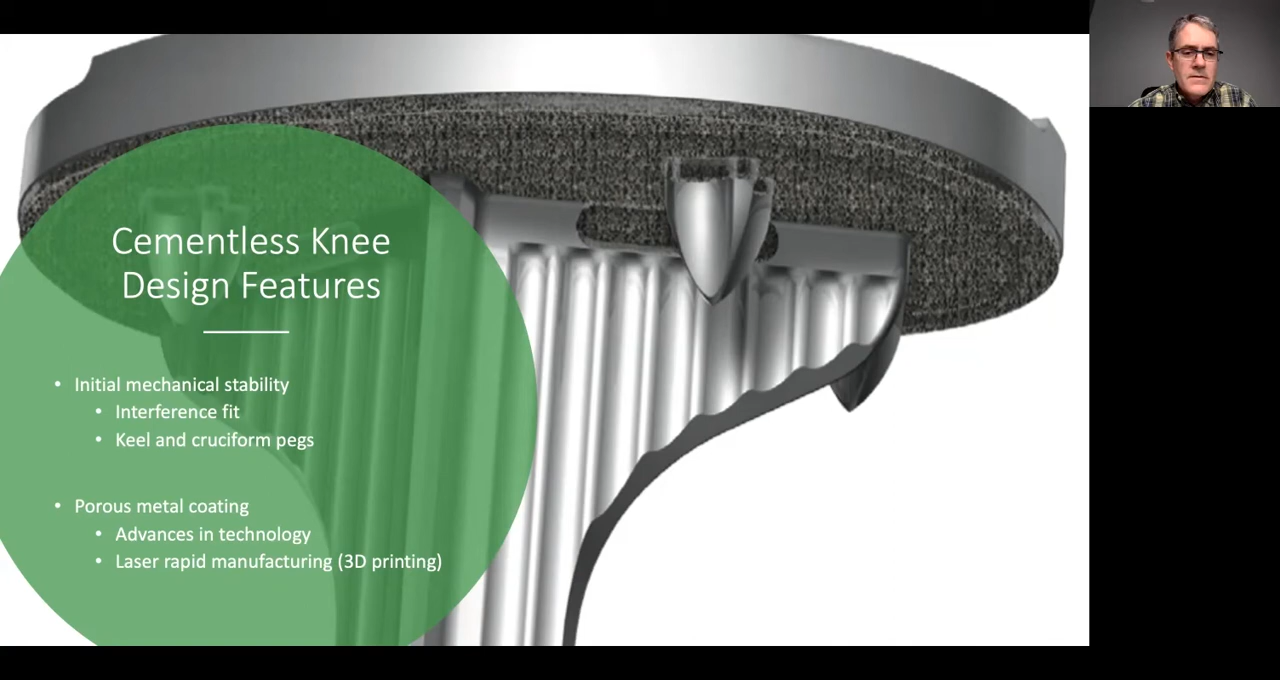 Cementless Knee
Design Features
• Initial mechanical stability
• Interference fit
• Keel and cruciform pegs
• Porous metal coating
• Advances in technology
• Laser rapid manufacturing (3D printing)